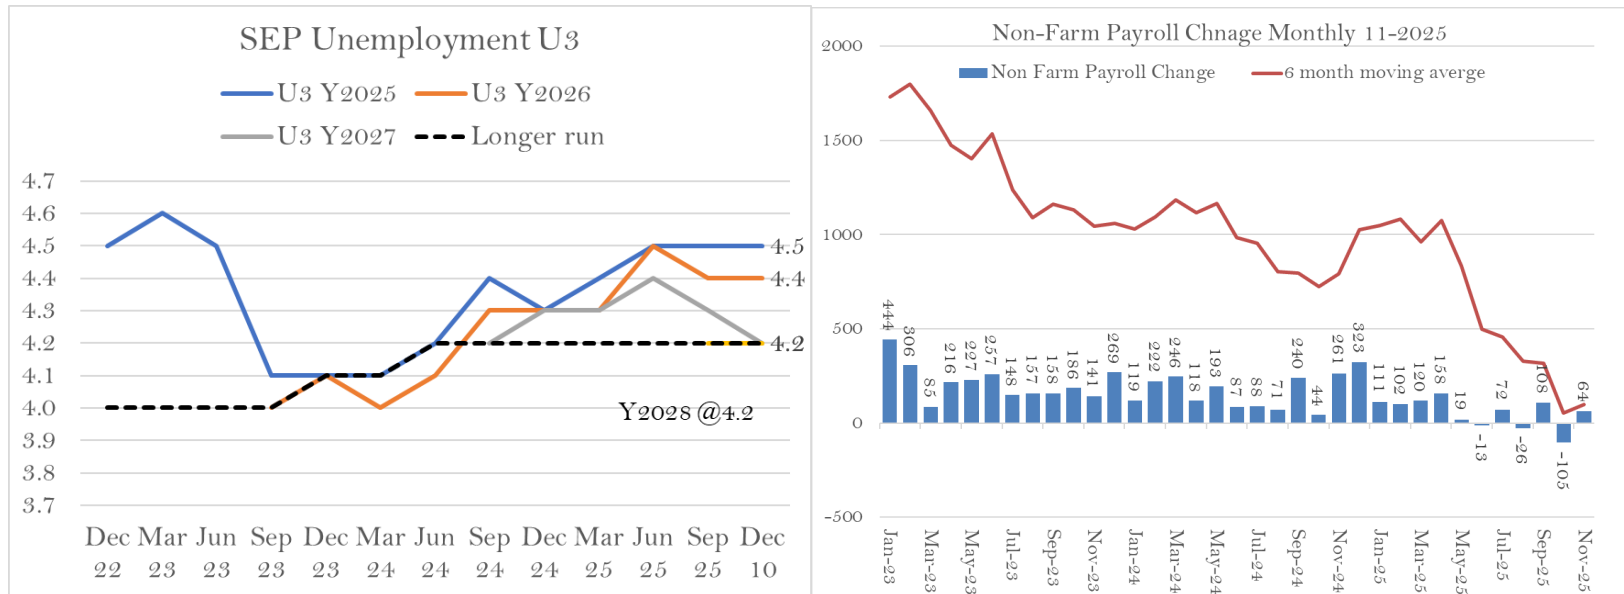 SEP Unemployment U3
U3 Y2025
U3 Y2026
U3 Y2027
Longer run
4.7
4.6
4.5
4.4
4.3
4.2
4.1
4.0
3.9
3.8
3.7
4.5
4.4
4.2
Y2028 @4.2
Dec Mar Jun Sep Dec Mar Jun Sep Dec Mar Jun Sep Dec
22 23 23 23 23 24 24 24 24 25 25 25 10
Non-Farm Payroll Chnage Monthly 11-2025
Non Farm Payroll Change
6 month moving averge
2000
1500
1000
500
0
-500
444
306
85
216
227
257
148
157
158
186
141
269
119
222
246
118
193
87
88
71
240
44
261
323
111
102
120
158
19
-13
72
-26
108
-105
64
Jan-23
Mar-23
May-23
Jul-23
Sep-23
Nov-23
Jan-24
Mar-24
May-24
Jul-24
Sep-24
Nov-24
Jan-25
Mar-25
May-25
Jul-25
Sep-25
Nov-25